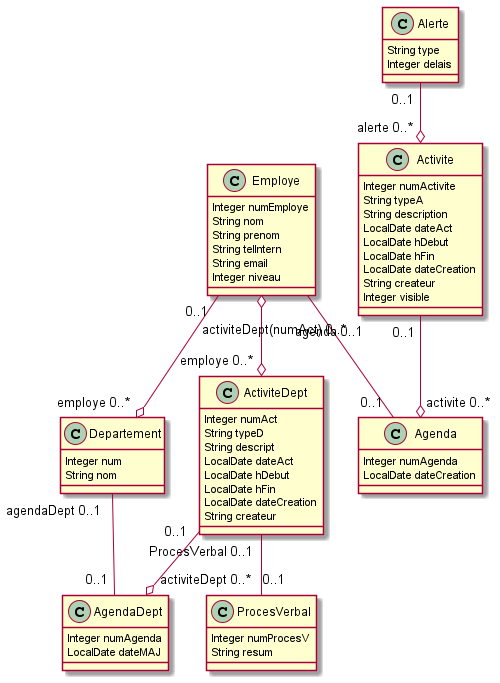 C Alerte
String type
Integer delais
0..1
alerte 0..*
C Activite
Integer numActivite
String typeA
String description
LocalDate dateAct
LocalDate hDebut
LocalDate hFin
LocalDate dateCreation
String createur
Integer visible
C Employe
Integer numEmploye
String nom
String prenom
String telIntern
String email
Integer niveau
0..1
activiteDept(numAct) 0..*
agenda 0..1
0..1
employe 0..*
employe 0..*
0..1
activite 0..*
C ActiviteDept
Integer numAct
String typeD
String descript
LocalDate dateAct
LocalDate hDebut
LocalDate hFin
LocalDate dateCreation
String createur
C Departement
Integer num
String nom
C Agenda
Integer numAgenda
LocalDate dateCreation
agendaDept 0..1
0..1
ProcesVerbal 0..1
0..1
activiteDept 0..*
0..1
C AgendaDept
Integer numAgenda
LocalDate dateMAJ
C ProcesVerbal
Integer numProcesV
String resum